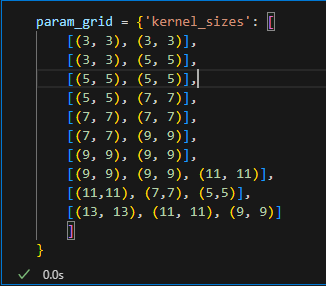 param_grid = {'kernel_sizes': [
[(3, 3), (3, 3)],
[(3, 3), (5, 5)],
[(5, 5), (5, 5)],
[(5, 5), (7, 7)],
[(7, 7), (7, 7)],
[(7, 7), (9, 9)],
[(9, 9), (9, 9)],
[(9, 9), (9, 9), (11, 11)],
[(11,11), (7,7), (5,5)],
[(13, 13), (11, 11), (9, 9)]
]
}
0.0s